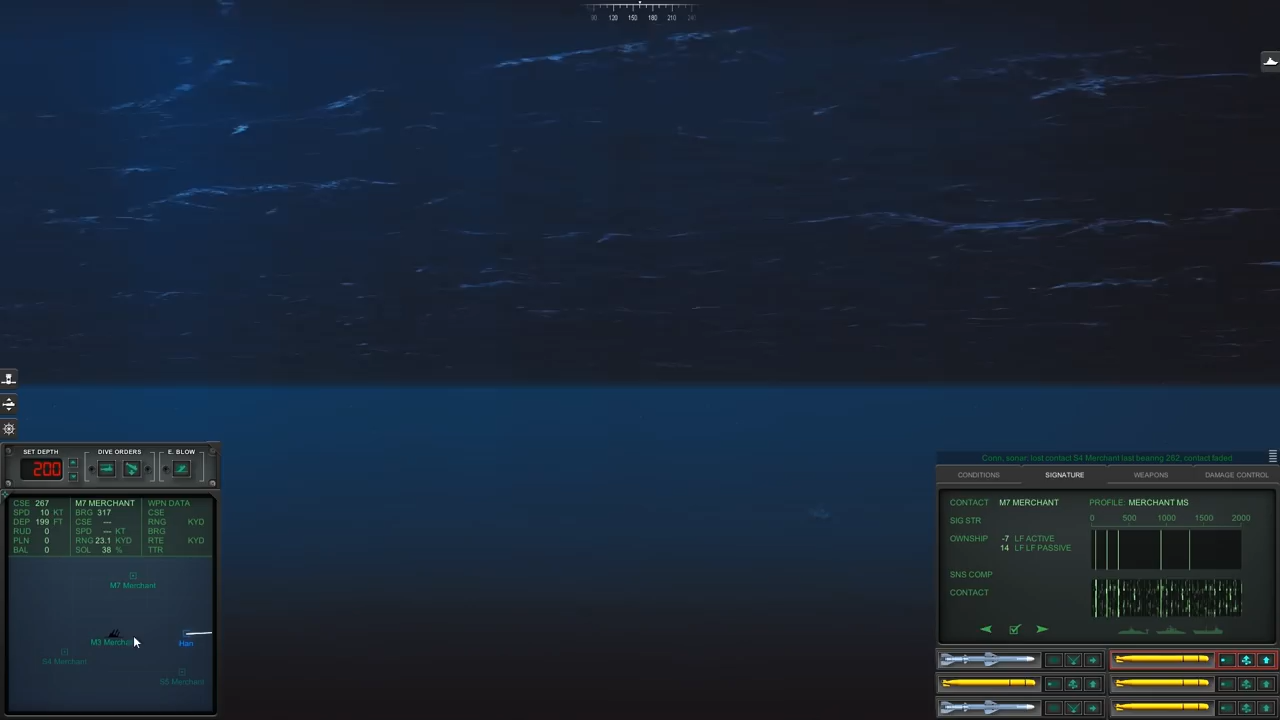 90 120 150 180 210 240
SET DEPTH DIVE ORDERS E. BLOW
200
CSE 267 M7 MERCHANT WPN DATA
SPD 10 KT BRG 317 CSE
DEP 199 FT CSE --- RNG KYD
RUD 0 SPD --- KT BRG
PLN 0 RNG 23.1 KYD RTE KYD
BAL 0 SOL 38 % TTR
M7 Merchant
M3 Merchant
Han
S4 Merchant
S5 Merchant
Conn, sonar: lost contact S4 Merchant last bearing 262, contact faded
CONDITIONS SIGNATURE WEAPONS DAMAGE CONTROL
CONTACT M7 MERCHANT PROFILE: MERCHANT MS
SIG STR 0 500 1000 1500 2000
OWNSHIP -7 LF ACTIVE
14 LF LF PASSIVE
SNS COMP
CONTACT